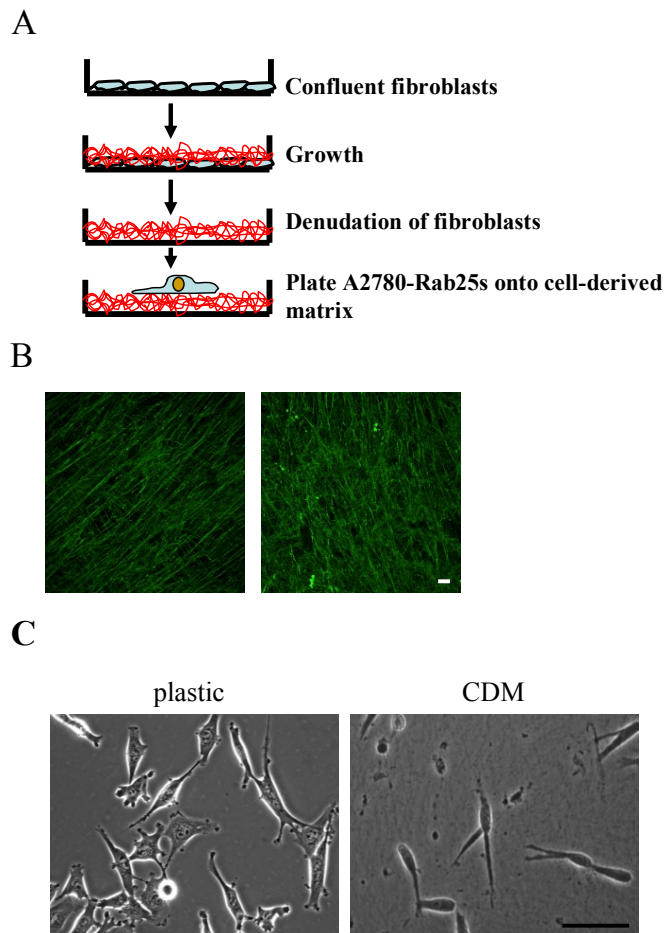 A
Confluent fibroblasts
Growth
Denudation of fibroblasts
Plate A2780-Rab25s onto cell-derived
matrix
B
C
plastic
CDM